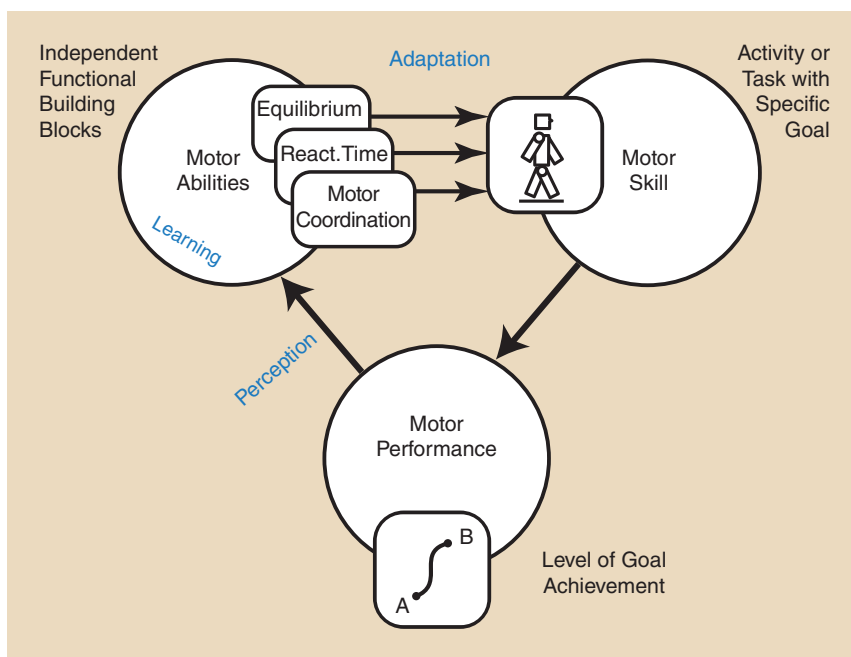 Independent
Functional
Building
Blocks
Adaptation
Activity or
Task with
Specific
Goal
Equilibrium
React.Time
Motor
Coordination
Motor
Abilities
Learning
Motor
Skill
Perception
Motor
Performance
A
B
Level of Goal
Achievement